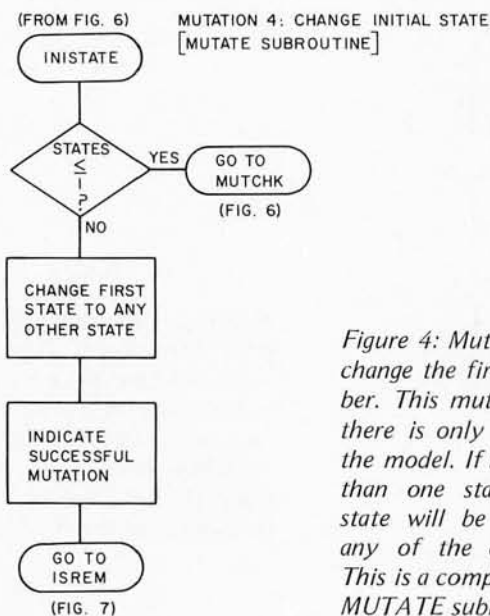 (FROM FIG. 6)
MUTATION 4: CHANGE INITIAL STATE
[MUTATE SUBROUTINE]
INISTATE
STATES
≤
1
?
YES
GO TO
MUTCHK
(FIG. 6)
NO
CHANGE FIRST
STATE TO ANY
OTHER STATE
INDICATE
SUCCESSFUL
MUTATION
GO TO
ISREM
(FIG. 7)
Figure 4: Mut
change the fir
ber. This mut
there is only
the model. If
than one sta
state will be
any of the
This is a comp
MUTATE sub